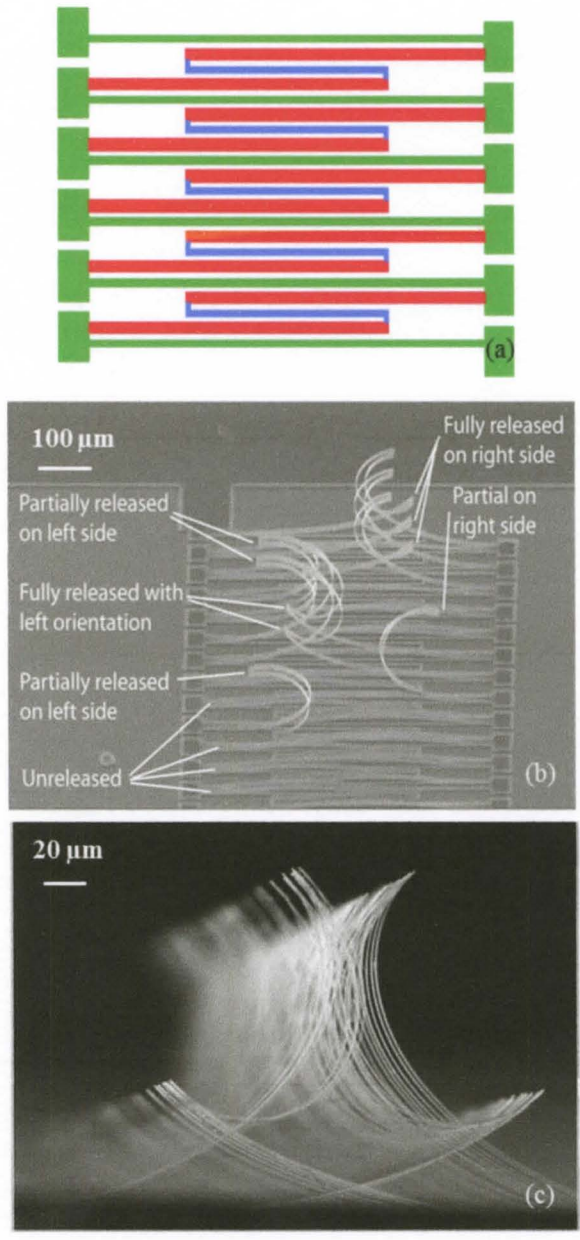 (a)
100 µm
Fully released
on right side
Partial on
right side
Partially released
on left side
Fully released with
left orientation
Partially released
on left side
Unreleased
(b)
20 µm
(c)